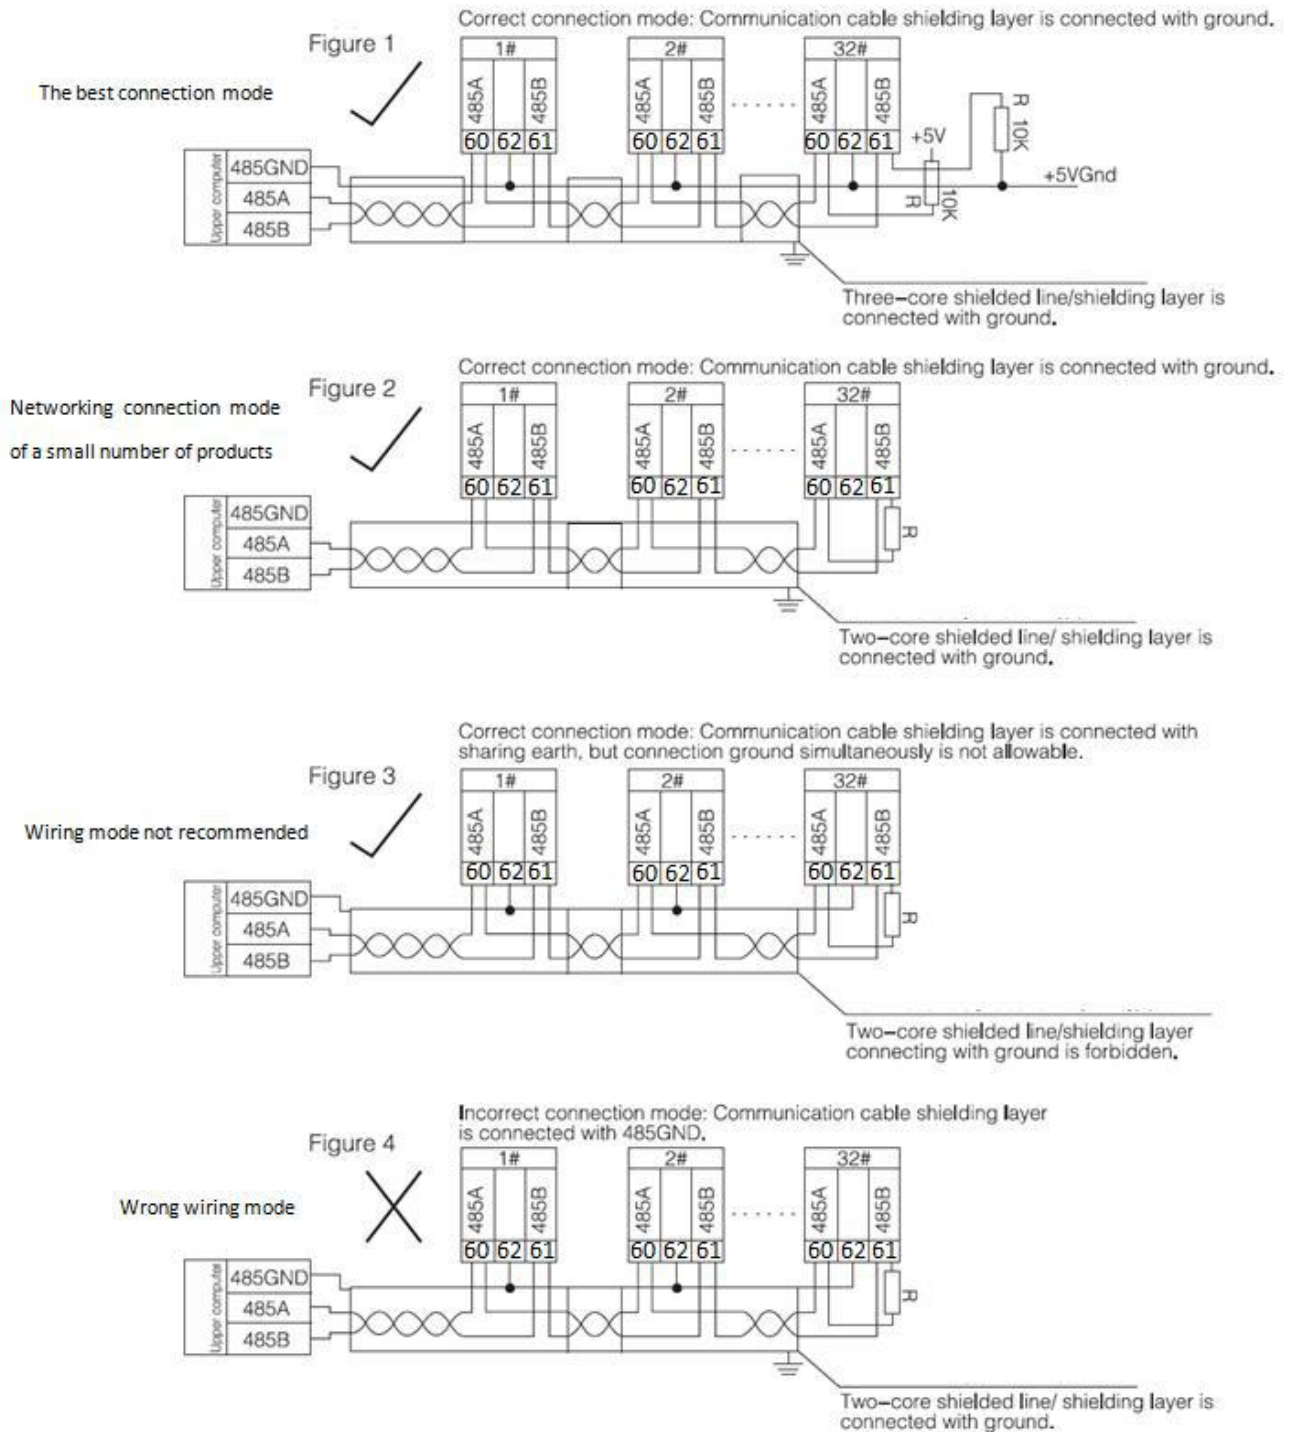 Correct connection mode: Communication cable shielding layer is connected with ground.
Figure 1
The best connection mode
1#
2#
32#
485A
485B
485A
485B
485A
485B
60 62 61
60 62 61
60 62 61
+5V
R 10K
R 10K
+5VGnd
Upper computer
485GND
485A
485B
Three-core shielded line/shielding layer is
connected with ground.
Correct connection mode: Communication cable shielding layer is connected with ground.
Figure 2
Networking connection mode
of a small number of products
1#
2#
32#
485A
485B
485A
485B
485A
485B
60 62 61
60 62 61
60 62 61
R
Upper computer
485GND
485A
485B
Two-core shielded line/ shielding layer is
connected with ground.
Correct connection mode: Communication cable shielding layer is connected with
sharing earth, but connection ground simultaneously is not allowable.
Figure 3
Wiring mode not recommended
1#
2#
32#
485A
485B
485A
485B
485A
485B
60 62 61
60 62 61
60 62 61
R
Upper computer
485GND
485A
485B
Two-core shielded line/shielding layer
connecting with ground is forbidden.
Incorrect connection mode: Communication cable shielding layer
is connected with 485GND.
Figure 4
Wrong wiring mode
1#
2#
32#
485A
485B
485A
485B
485A
485B
60 62 61
60 62 61
60 62 61
R
Upper computer
485GND
485A
485B
Two-core shielded line/ shielding layer is
connected with ground.